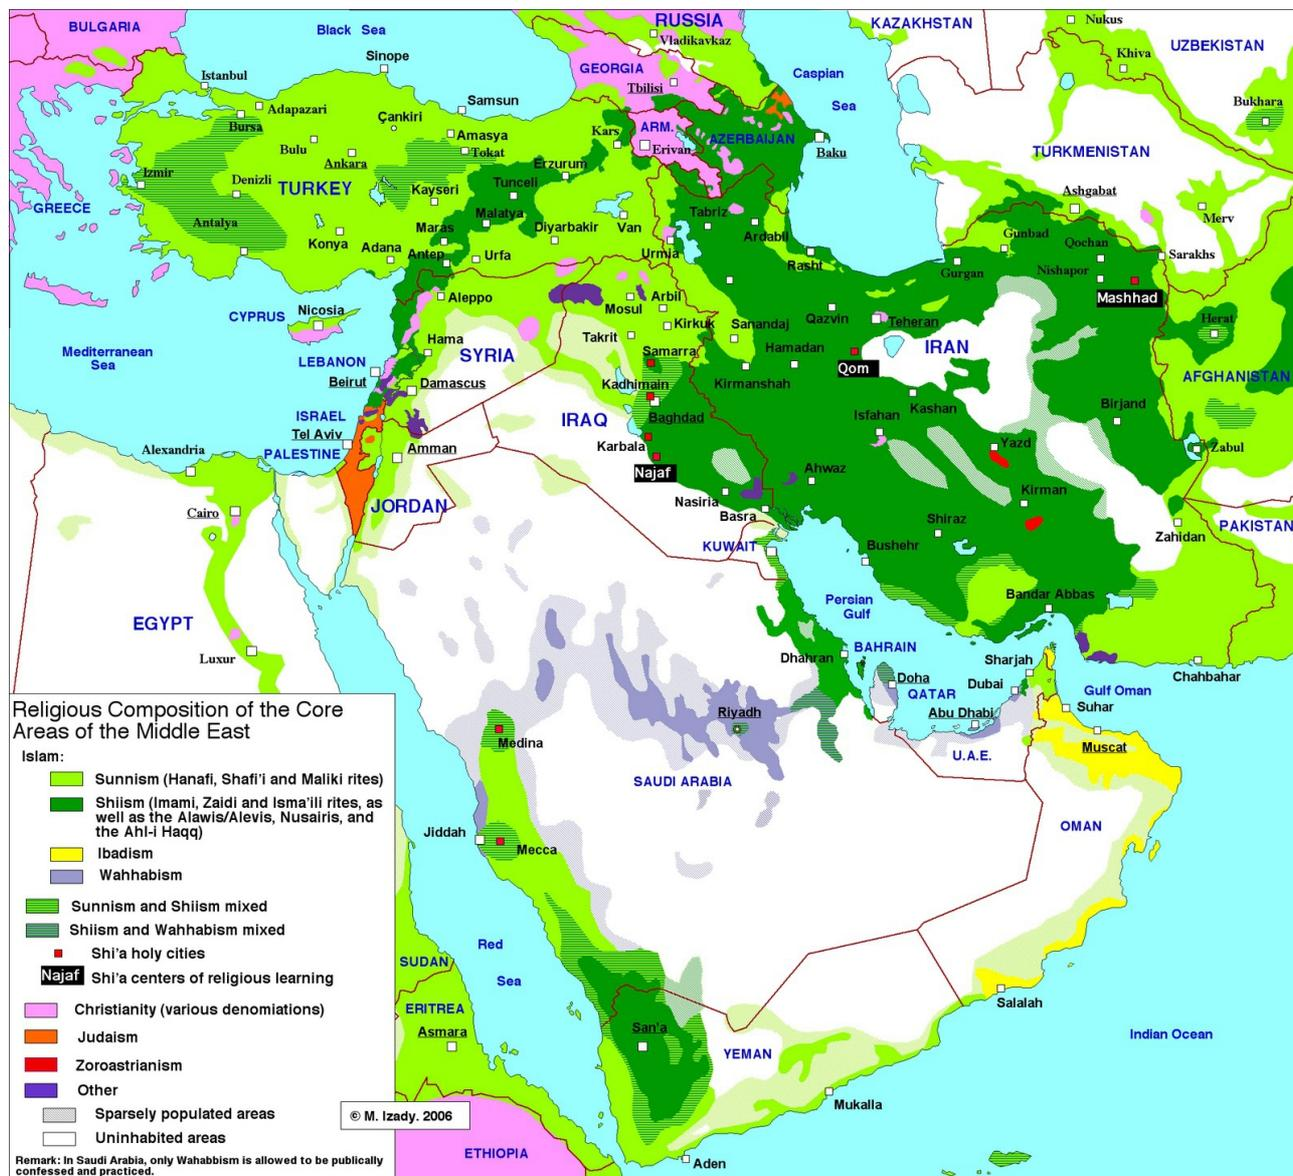 BULGARIA
Black Sea
RUSSIA
KAZAKHSTAN
Nukus
UZBEKISTAN
Vladikavkaz
Sinope
GEORGIA
Caspian
Sea
Khiva
Istanbul
Tbilisi
Adapazari
Samsun
Bukhara
Bursa
Çankiri
Amasya
Kars
ARM.
AZERBAIJAN
Baku
Bulu
Ankara
Tokat
Erivan
TURKMENISTAN
Izmir
Denizli
TURKEY
Kayseri
Erzurum
Tunceli
Ashgabat
GREECE
Antalya
Malatya
Tabriz
Merv
Konya
Maras
Diyarbakir
Van
Ardabil
Gunbad
Qochan
Adana
Antep
Urfa
Urmia
Rasht
Gurgan
Nishapor
Sarakhs
Aleppo
Mosul
Arbil
Mashhad
CYPRUS
Nicosia
Kirkuk
Sanandaj
Qazvin
Teheran
Herat
Mediterranean
Sea
LEBANON
Hama
SYRIA
Takrit
Samarra
Hamadan
IRAN
Beirut
Damascus
Kadhimain
Kirmanshah
Qom
AFGHANISTAN
ISRAEL
IRAQ
Baghdad
Isfahan
Kashan
Birjand
Tel Aviv
Alexandria
PALESTINE
Amman
Karbala
Yazd
Zabul
Najaf
Ahwaz
Cairo
JORDAN
Nasiria
Basra
Kirman
Shiraz
Zahidan
PAKISTAN
KUWAIT
Bushehr
EGYPT
Persian
Gulf
Bandar Abbas
Luxur
Dhahran
BAHRAIN
Sharjah
Chahbahar
Doha
QATAR
Dubai
Gulf Oman
Suhar
Riyadh
Abu Dhabi
Muscat
Medina
U.A.E.
SAUDI ARABIA
Jiddah
Mecca
OMAN
Red
Sea
SUDAN
ERITREA
Asmara
San'a
YEMAN
Salalah
Indian Ocean
Mukalla
ETHIOPIA
Aden
Religious Composition of the Core
Areas of the Middle East
Islam:
Sunnism (Hanafi, Shafi'i and Maliki rites)
Shiism (Imami, Zaidi and Isma'ili rites, as
well as the Alawis/Alevis, Nusairis, and
the Ahl-i Haqq)
Ibadism
Wahhabism
Sunnism and Shiism mixed
Shiism and Wahhabism mixed
Shi'a holy cities
Najaf Shi'a centers of religious learning
Christianity (various denomiations)
Judaism
Zoroastrianism
Other
Sparsely populated areas
Uninhabited areas
© M. Izady. 2006
Remark: In Saudi Arabia, only Wahabbism is allowed to be publically
confessed and practiced.